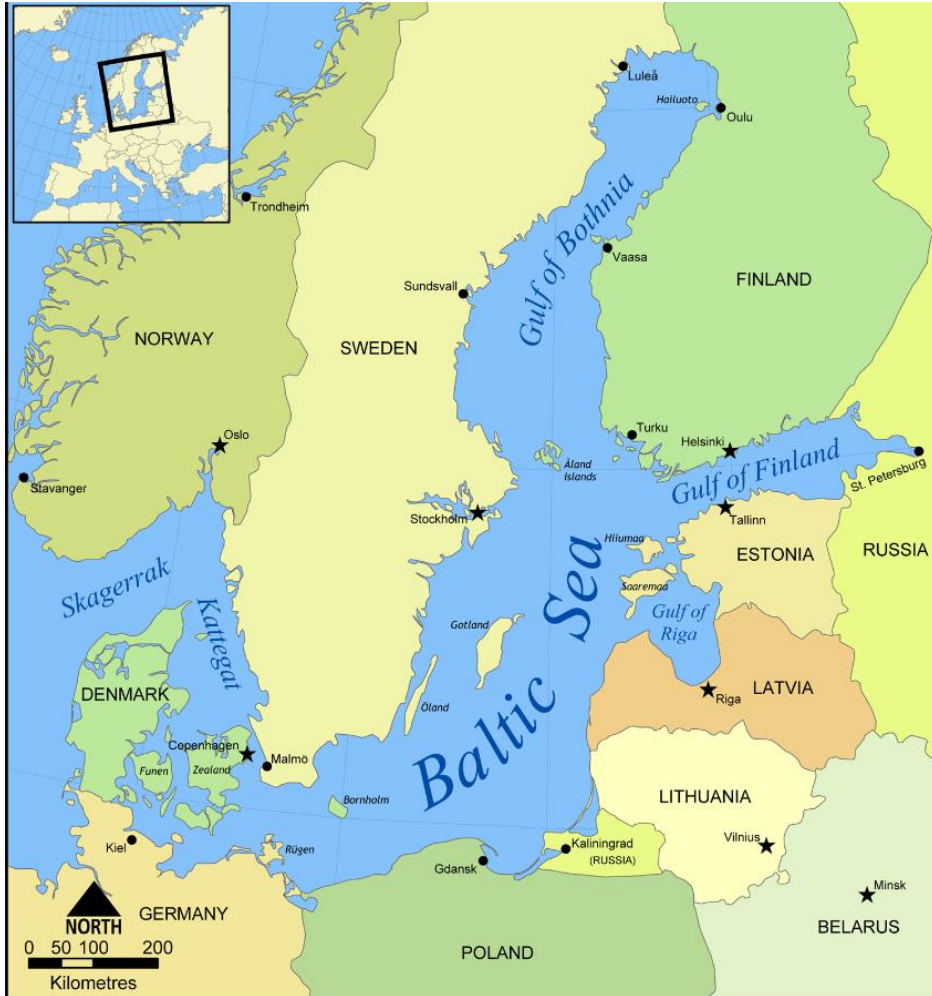 Luleå
Hailuoto
Oulu
Trondheim
Gulf of Bothnia
Vaasa
FINLAND
Sundsvall
NORWAY
SWEDEN
Turku
Oslo
Helsinki
Åland
Islands
Gulf of Finland
St. Petersburg
Stavanger
Stockholm
Tallinn
Hiiumaa
ESTONIA
RUSSIA
Skagerrak
Kattegat
Saaremaa
Gulf of
Riga
Gotland
Baltic Sea
DENMARK
LATVIA
Riga
Öland
Copenhagen
Malmö
Funen
Zealand
Bornholm
LITHUANIA
Kiel
Rügen
Gdansk
Kaliningrad
(RUSSIA)
Vilnius
Minsk
NORTH
GERMANY
BELARUS
POLAND
0 50 100 200
Kilometres